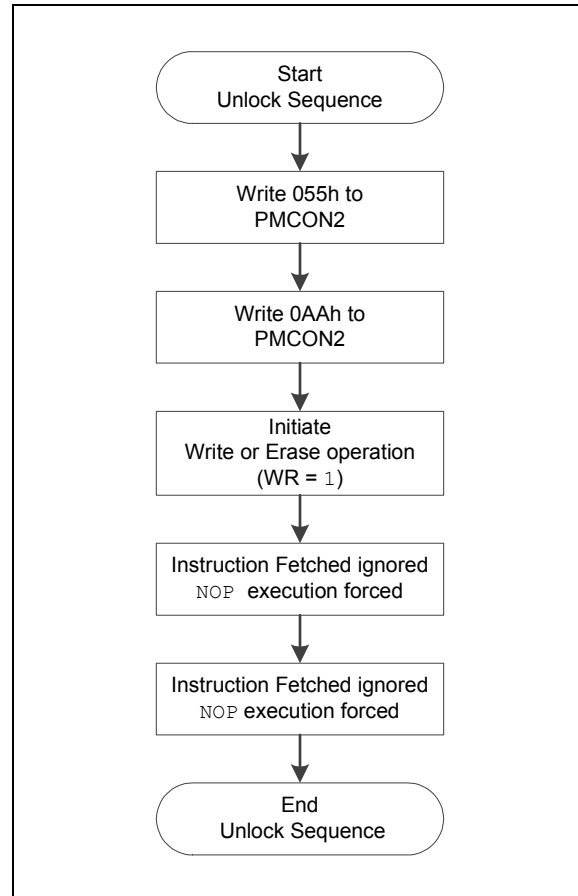 Start
Unlock Sequence
Write 055h to
PMCON2
Write 0AAh to
PMCON2
Initiate
Write or Erase operation
(WR = 1)
Instruction Fetched ignored
NOP execution forced
Instruction Fetched ignored
NOP execution forced
End
Unlock Sequence